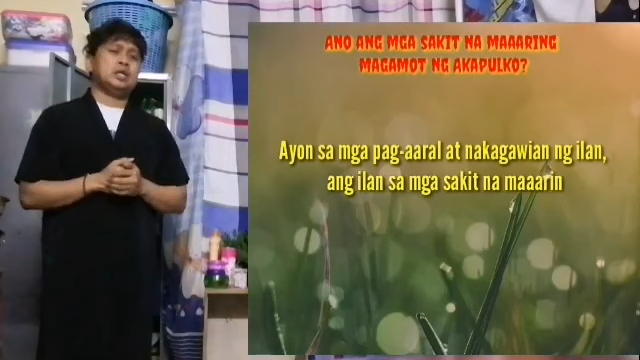 ANO ANG MGA SAKIT NA MAAARING
MAGAMOT NG AKAPULKO?
Ayon sa mga pag-aaral at nakagawian ng ilan,
ang ilan sa mga sakit na maaarin